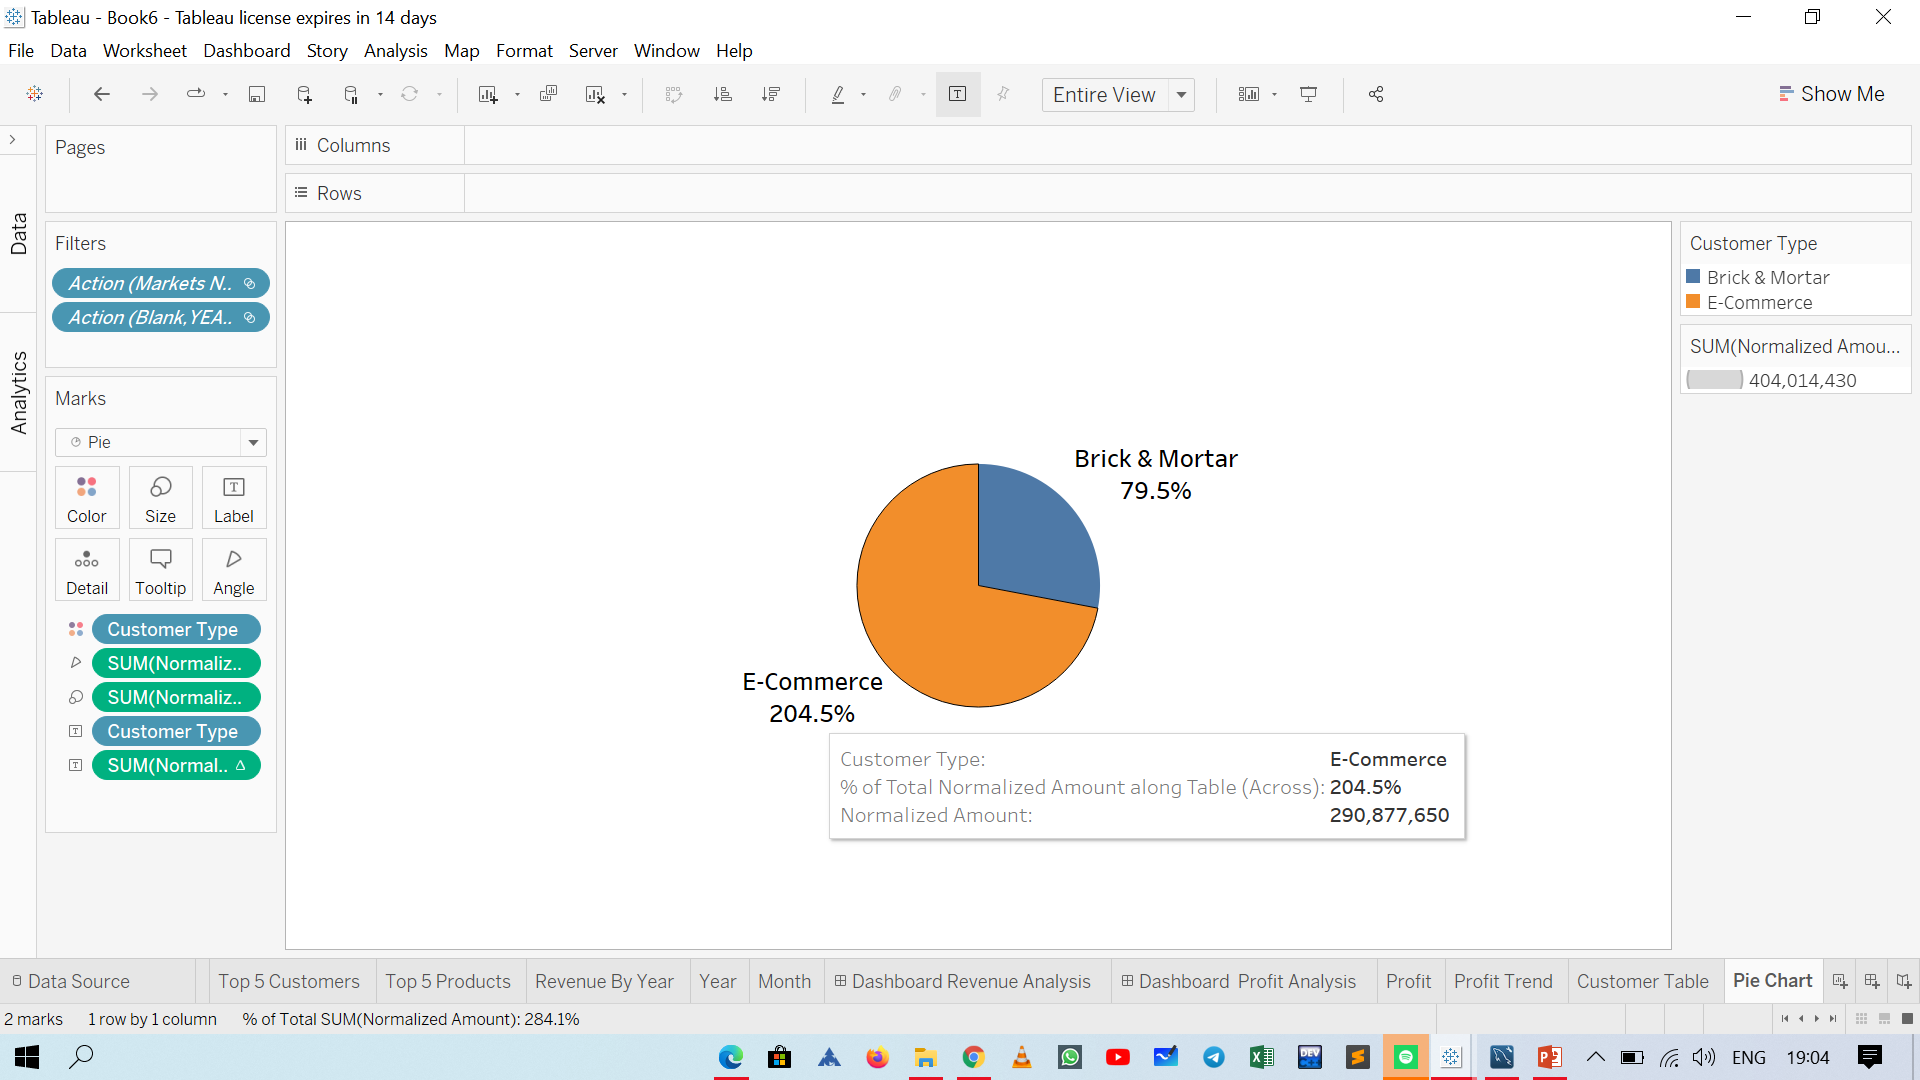 Tableau - Book6 - Tableau license expires in 14 days
File Data Worksheet Dashboard Story Analysis Map Format Server Window Help
Entire View
Show Me
Pages
Columns
Rows
Data
Analytics
Filters
Action (Markets N..
Action (Blank,YEA..
Marks
Pie
Color Size Label
Detail Tooltip Angle
Customer Type
SUM(Normaliz..
SUM(Normaliz..
Customer Type
SUM(Normal.. Δ
Brick & Mortar
79.5%
E-Commerce
204.5%
Customer Type: E-Commerce
% of Total Normalized Amount along Table (Across): 204.5%
Normalized Amount: 290,877,650
Customer Type
Brick & Mortar
E-Commerce
SUM(Normalized Amou...
404,014,430
Data Source Top 5 Customers Top 5 Products Revenue By Year Year Month Dashboard Revenue Analysis Dashboard Profit Analysis Profit Profit Trend Customer Table Pie Chart
2 marks 1 row by 1 column % of Total SUM(Normalized Amount): 284.1%
DEV
ENG 19:04